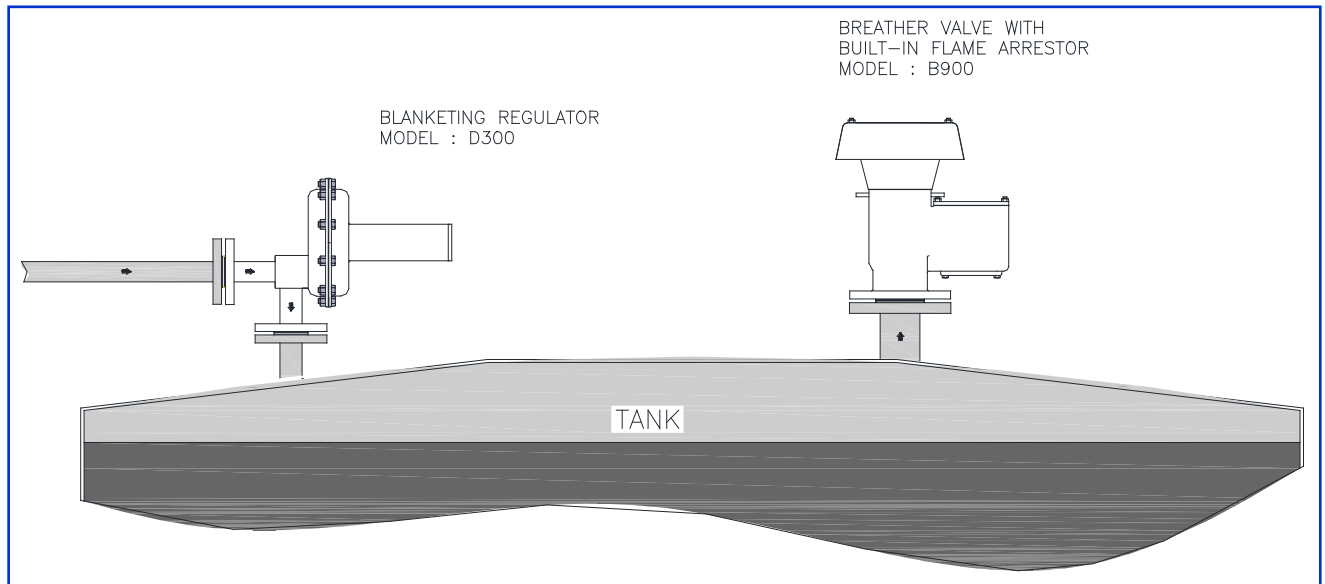 BREATHER VALVE WITH
BUILT-IN FLAME ARRESTOR
MODEL : B900
BLANKETING REGULATOR
MODEL : D300
TANK